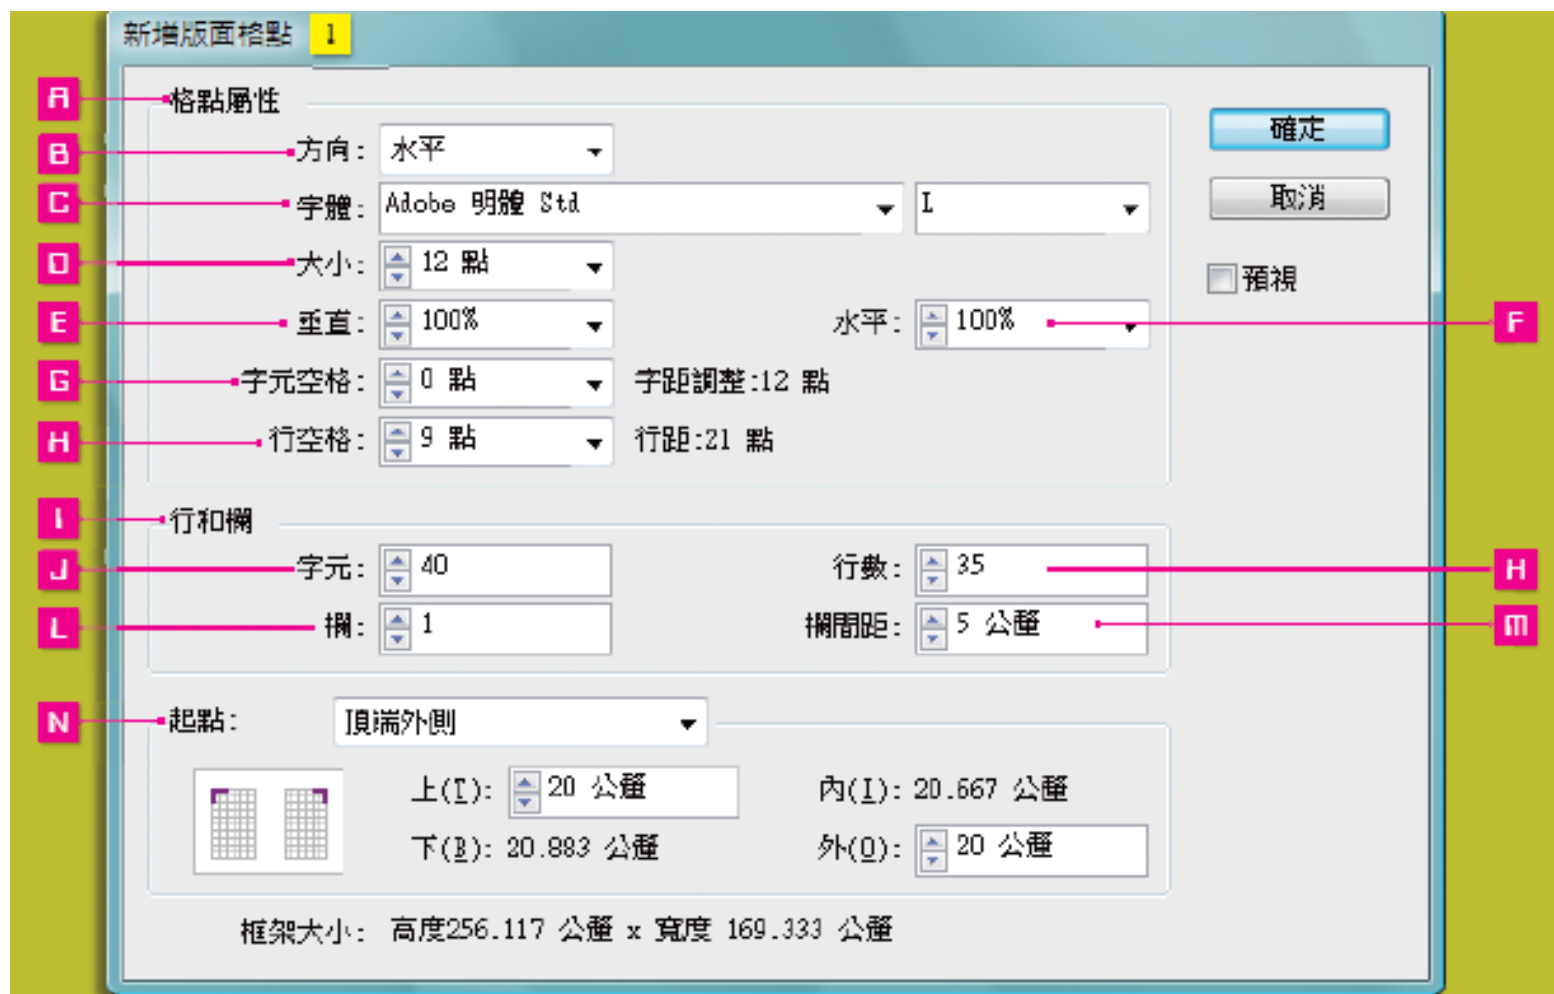 新增版面格點 1
A 格點屬性
確定
B 方向: 水平
C 字體: Adobe 明體 Std L
取消
D 大小: 12 點
預視
E 垂直: 100% 水平: 100% F
G 字元空格: 0 點 字距調整:12 點
H 行空格: 9 點 行距:21 點
I 行和欄
J 字元: 40 行數: 35 H
L 欄: 1 欄間距: 5 公釐 M
N 起點: 頂端外側
上(T): 20 公釐 內(I): 20.667 公釐
下(B): 20.883 公釐 外(O): 20 公釐
框架大小: 高度256.117 公釐 x 寬度 169.333 公釐